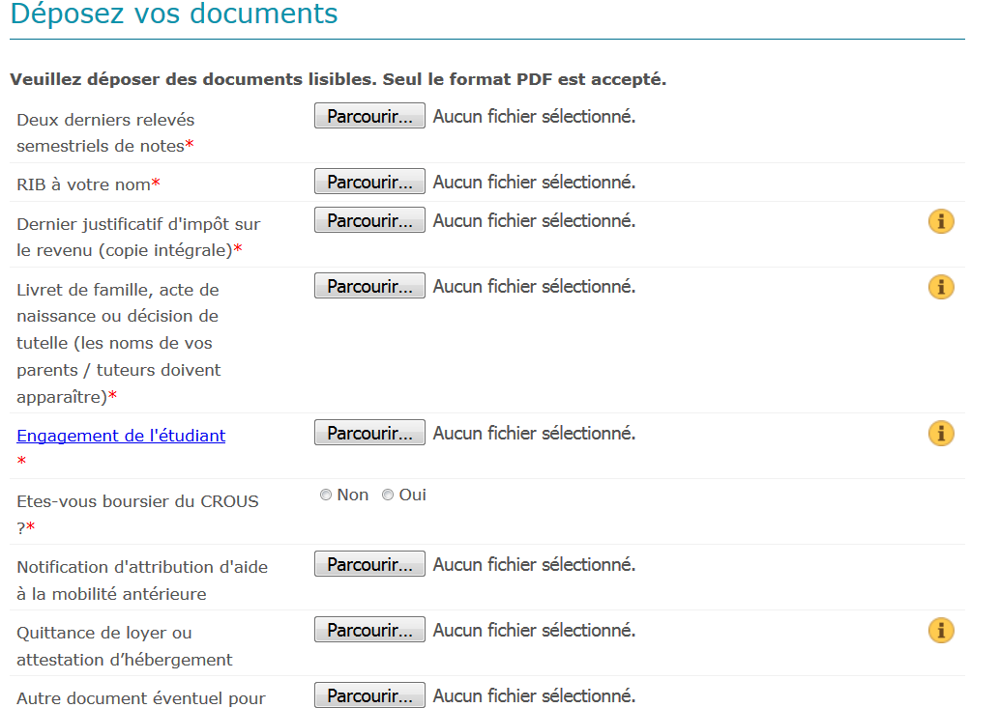 Déposez vos documents
Veuillez déposer des documents lisibles. Seul le format PDF est accepté.
Deux derniers relevés
semestriels de notes*
Parcourir... Aucun fichier sélectionné.
RIB à votre nom*
Parcourir... Aucun fichier sélectionné.
Dernier justificatif d'impôt sur
le revenu (copie intégrale)*
Parcourir... Aucun fichier sélectionné.
i
Livret de famille, acte de
naissance ou décision de
tutelle (les noms de vos
parents / tuteurs doivent
apparaître)*
Parcourir... Aucun fichier sélectionné.
i
Engagement de l'étudiant
*
Parcourir... Aucun fichier sélectionné.
i
Etes-vous boursier du CROUS
?*
Non Oui
Notification d'attribution d'aide
à la mobilité antérieure
Parcourir... Aucun fichier sélectionné.
Quittance de loyer ou
attestation d’hébergement
Parcourir... Aucun fichier sélectionné.
i
Autre document éventuel pour
Parcourir... Aucun fichier sélectionné.